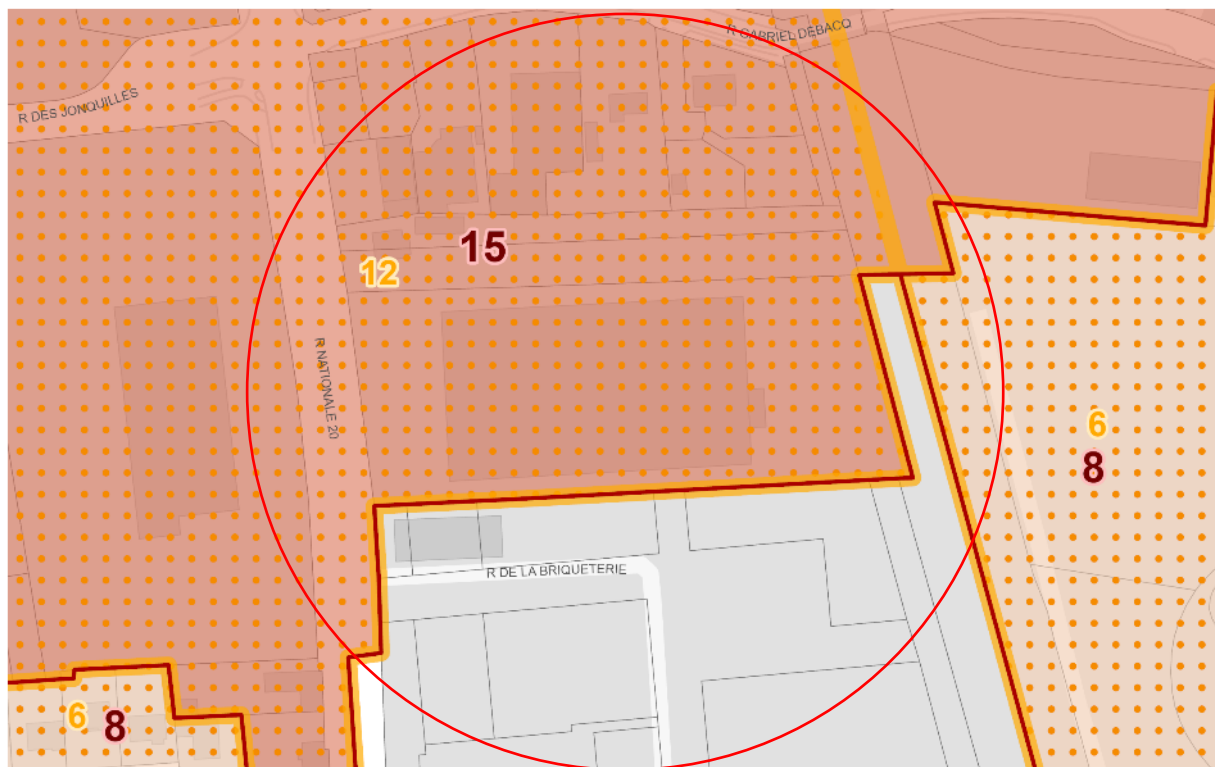 R GABRIEL DEBACQ
R DES JONQUILLES
15
12
R NATIONALE 20
6
8
R DE LA BRIQUETERIE
6
8